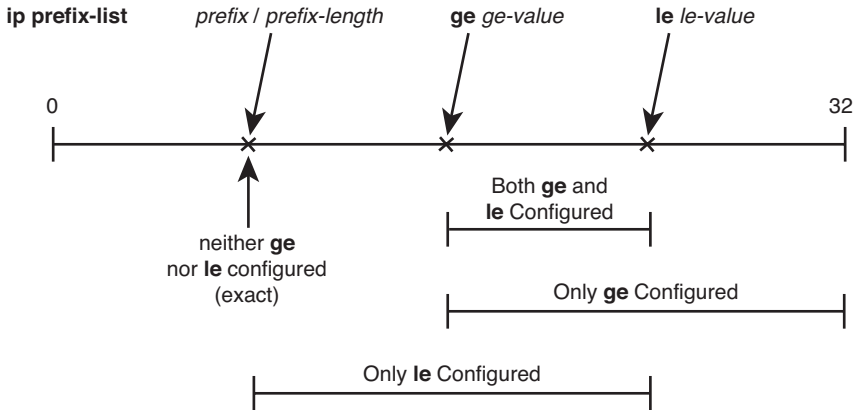 ip prefix-list prefix / prefix-length ge ge-value le le-value
0 32
Both ge and
le Configured
neither ge
nor le configured
(exact)
Only ge Configured
Only le Configured